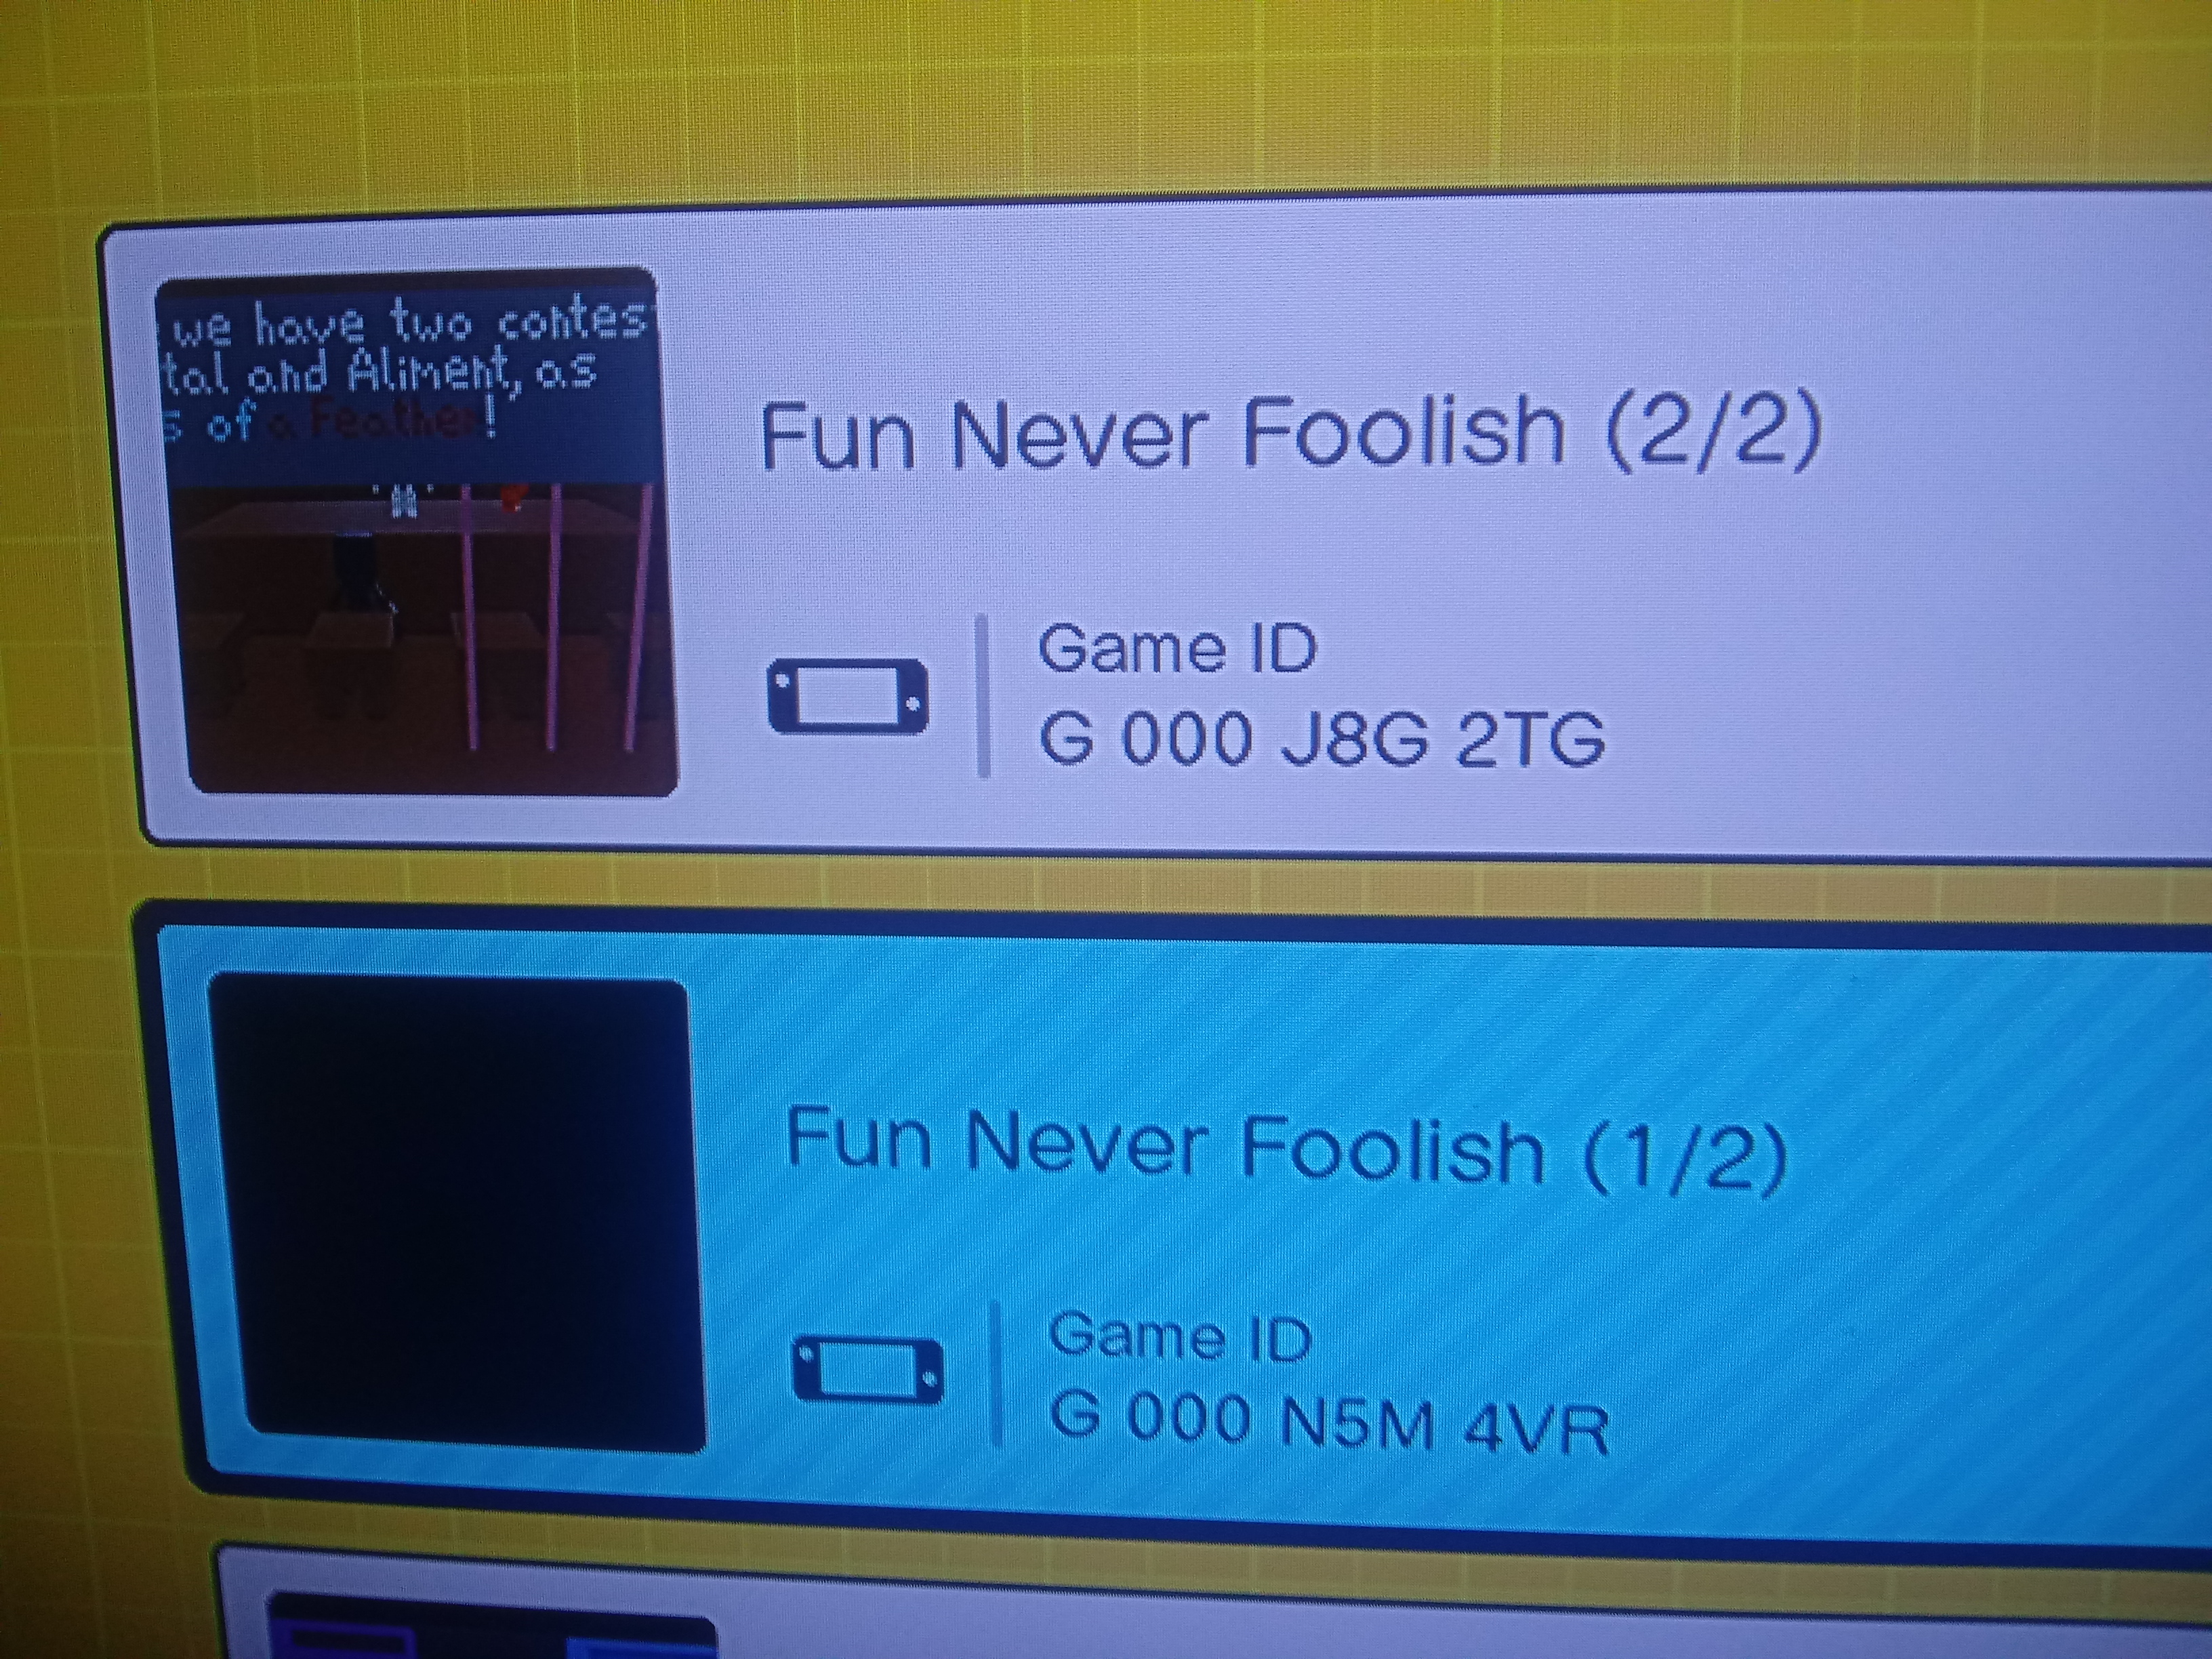 we have two contes
tal and Aliment, as
s of a Feather!
Fun Never Foolish (2/2)
Game ID
G 000 J8G 2TG
Fun Never Foolish (1/2)
Game ID
G 000 N5M 4VR